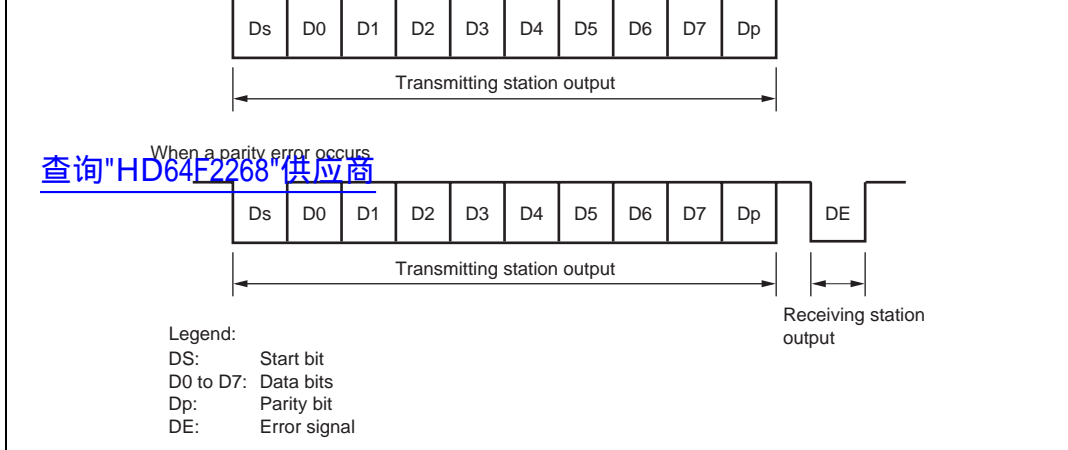 Ds D0 D1 D2 D3 D4 D5 D6 D7 Dp
Transmitting station output
When a parity error occurs
查询"HD64F2268"供应商
Ds D0 D1 D2 D3 D4 D5 D6 D7 Dp DE
Transmitting station output
Receiving station
output
Legend:
DS: Start bit
D0 to D7: Data bits
Dp: Parity bit
DE: Error signal